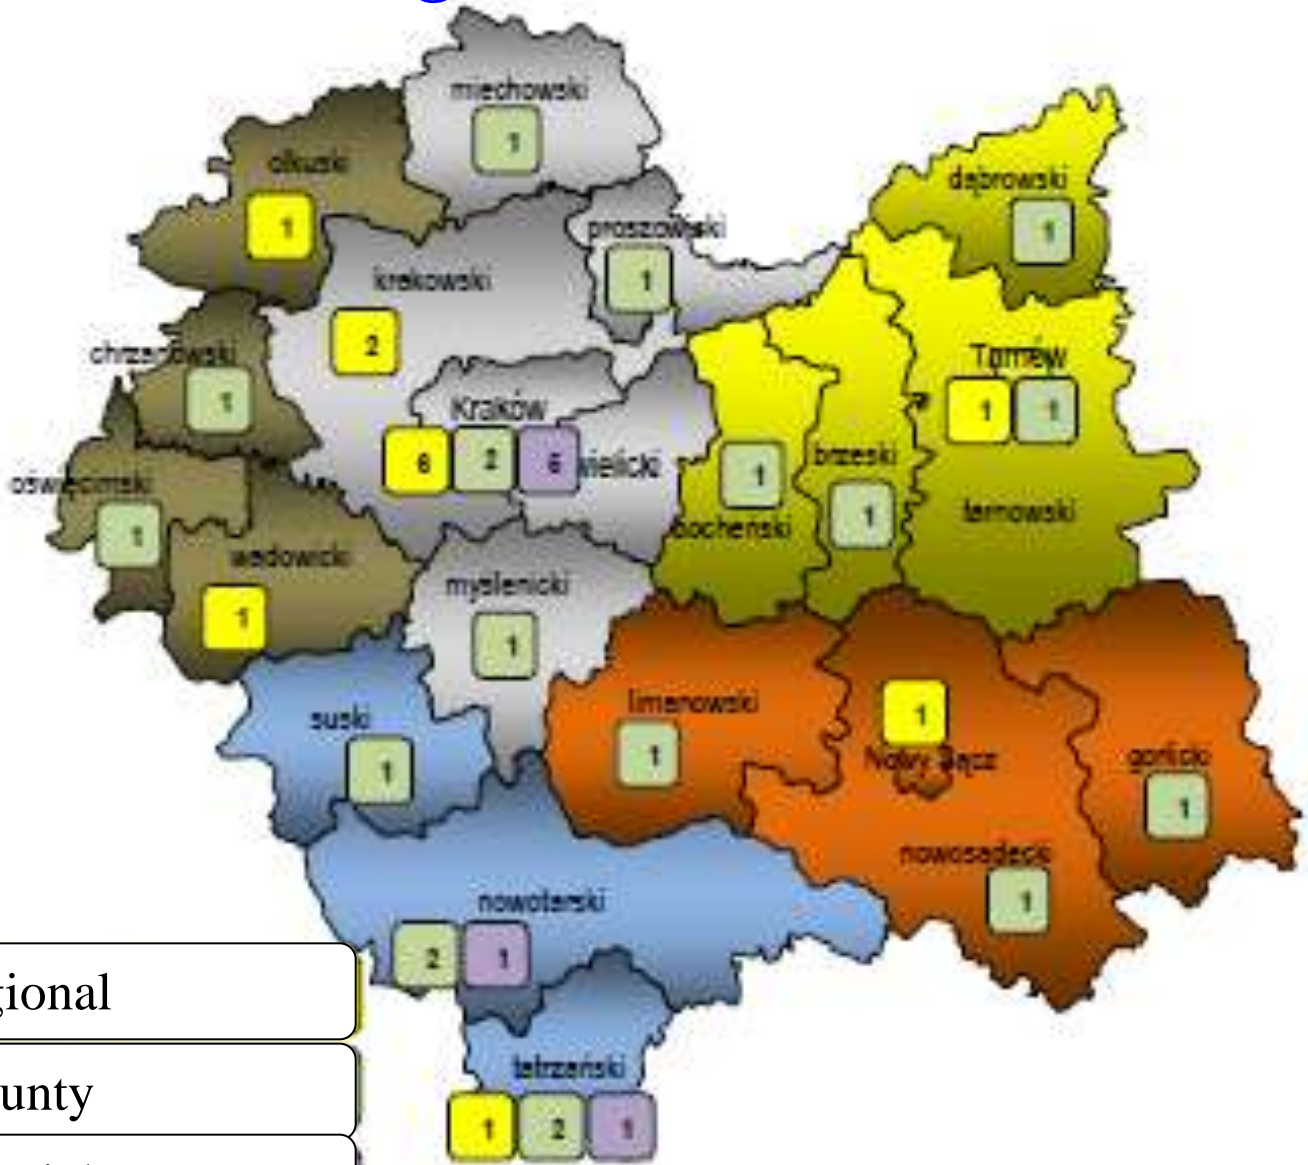 miechowski
1
olkuski
1
dąbrowski
1
proszowski
1
krakowski
2
chrzanowski
1
Tarnów
1 1
Kraków
6 2 6
wielicki
1
brzeski
1
oświęcimski
1
tarnowski
bocheński
wadowicki
1
myslenicki
1
limanowski
1
suski
1
1
Nowy Sącz
gorlicki
1
nowosadecki
1
nowotarski
2 1
gional
unty
tatrzański
1 2 1